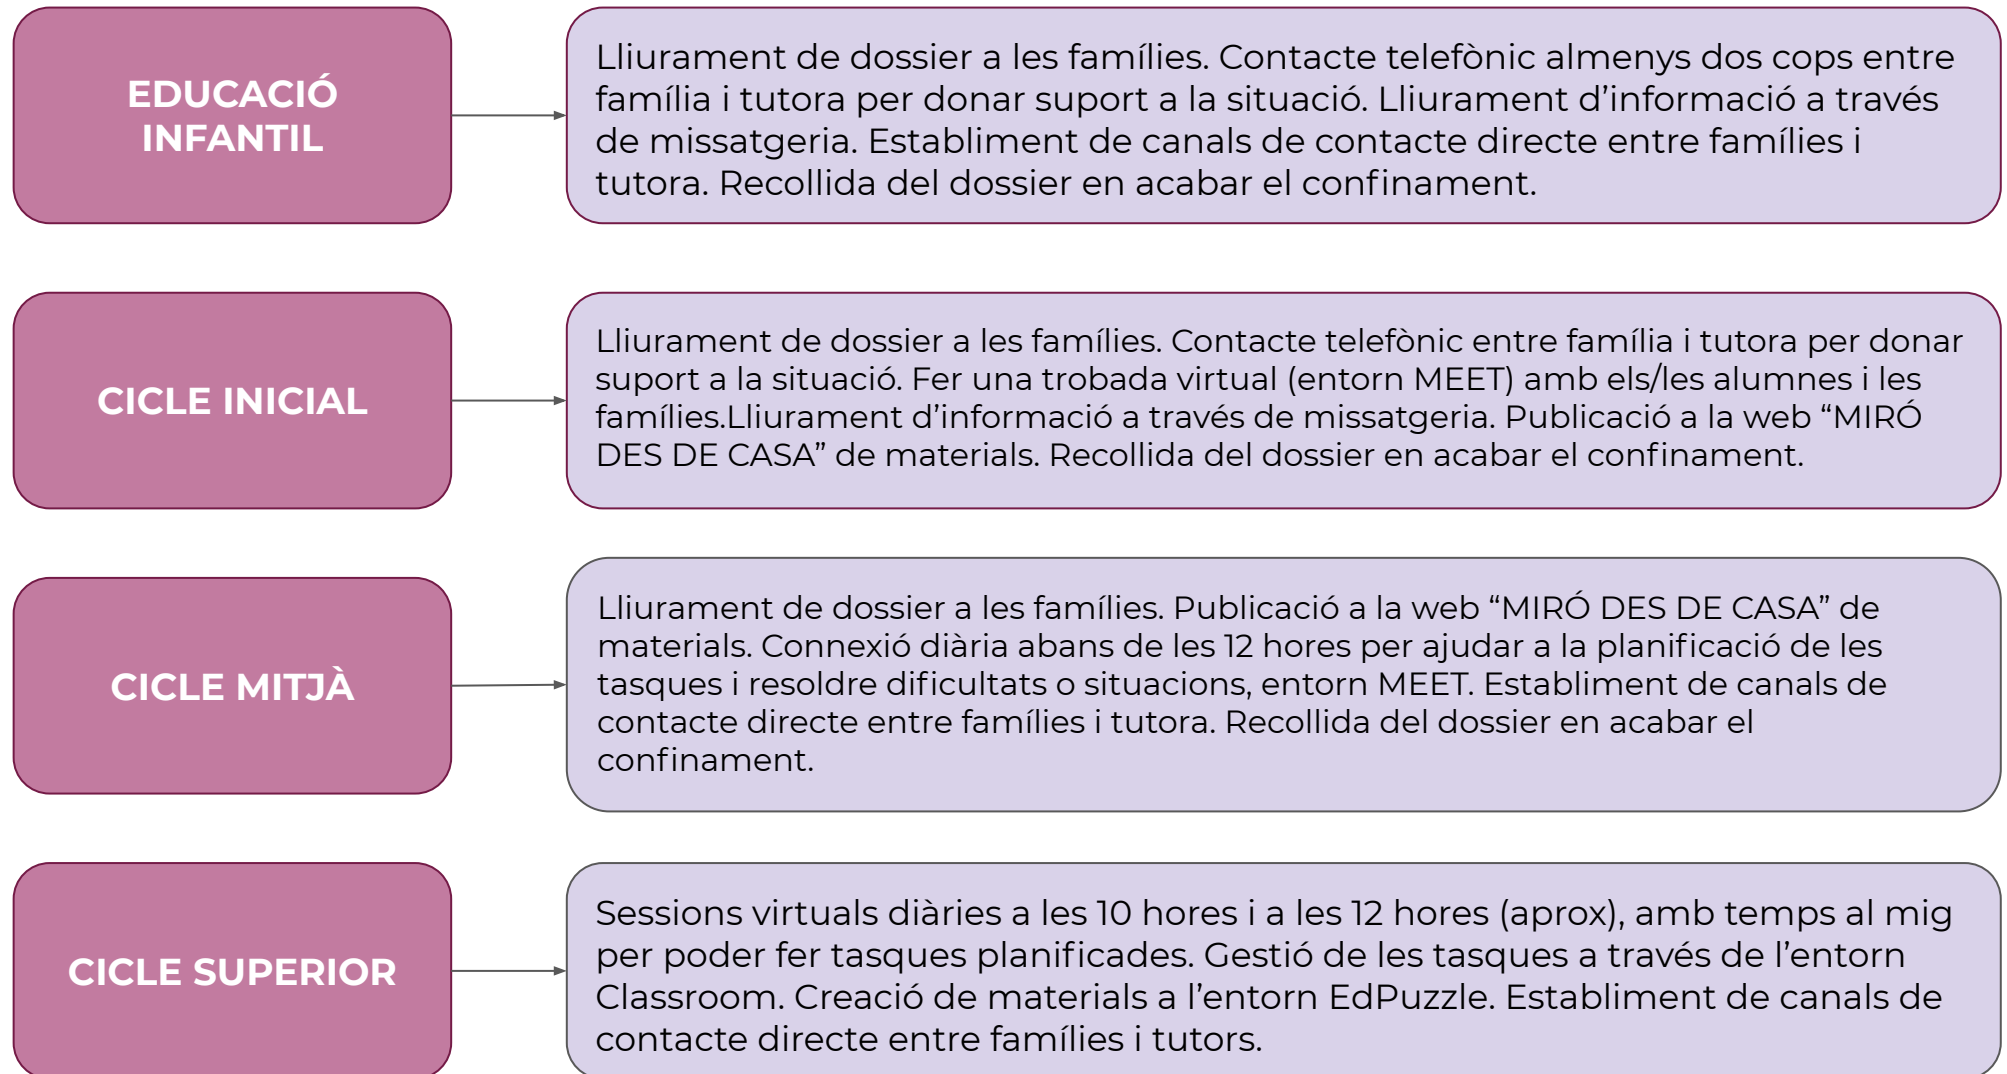 EDUCACIÓ
INFANTIL
Lliurament de dossier a les famílies. Contacte telefònic almenys dos cops entre
família i tutora per donar suport a la situació. Lliurament d’informació a través
de missatgeria. Establiment de canals de contacte directe entre famílies i
tutora. Recollida del dossier en acabar el confinament.
CICLE INICIAL
Lliurament de dossier a les famílies. Contacte telefònic entre família i tutora per donar
suport a la situació. Fer una trobada virtual (entorn MEET) amb els/les alumnes i les
famílies.Lliurament d’informació a través de missatgeria. Publicació a la web “MIRÓ
DES DE CASA” de materials. Recollida del dossier en acabar el confinament.
CICLE MITJÀ
Lliurament de dossier a les famílies. Publicació a la web “MIRÓ DES DE CASA” de
materials. Connexió diària abans de les 12 hores per ajudar a la planificació de les
tasques i resoldre dificultats o situacions, entorn MEET. Establiment de canals de
contacte directe entre famílies i tutora. Recollida del dossier en acabar el
confinament.
CICLE SUPERIOR
Sessions virtuals diàries a les 10 hores i a les 12 hores (aprox), amb temps al mig
per poder fer tasques planificades. Gestió de les tasques a través de l’entorn
Classroom. Creació de materials a l’entorn EdPuzzle. Establiment de canals de
contacte directe entre famílies i tutors.